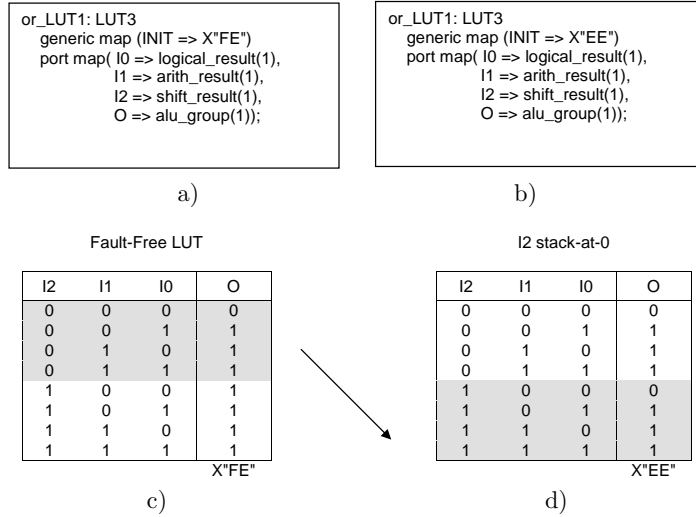 or_LUT1: LUT3
generic map (INIT => X"FE")
port map( I0 => logical_result(1),
I1 => arith_result(1),
I2 => shift_result(1),
O => alu_group(1));
a)
or_LUT1: LUT3
generic map (INIT => X"EE")
port map( I0 => logical_result(1),
I1 => arith_result(1),
I2 => shift_result(1),
O => alu_group(1));
b)
Fault-Free LUT
I2 I1 I0 O
0 0 0 0
0 0 1 1
0 1 0 1
0 1 1 1
1 0 0 1
1 0 1 1
1 1 0 1
1 1 1 1
X"FE"
c)
I2 stack-at-0
I2 I1 I0 O
0 0 0 0
0 0 1 1
0 1 0 1
0 1 1 1
1 0 0 0
1 0 1 1
1 1 0 1
1 1 1 1
X"EE"
d)